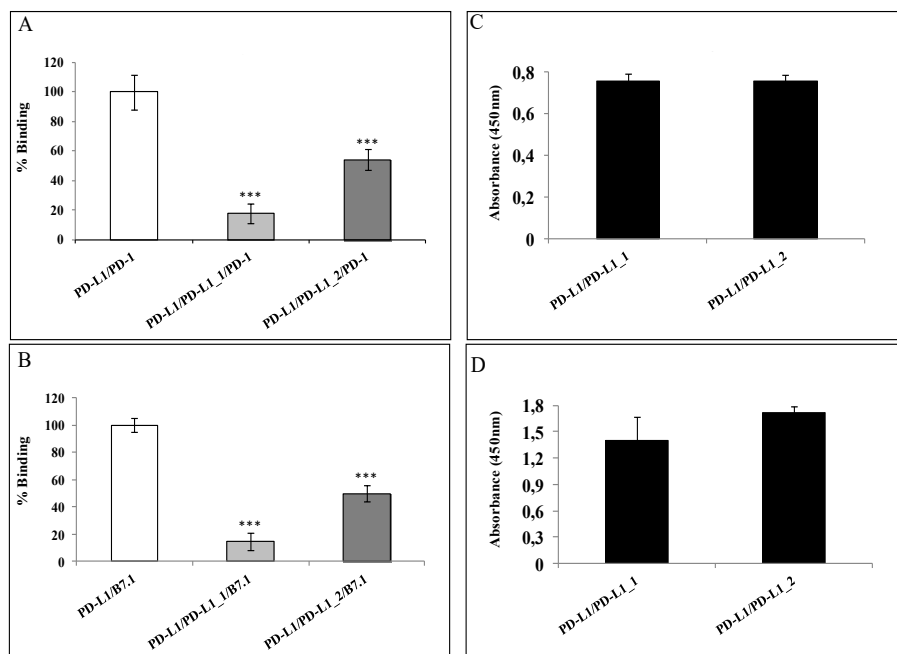 A
% Binding
120
100
80
60
40
20
0
***
***
PD-L1/PD-1
PD-L1/PD-L1_1/PD-1
PD-L1/PD-L1_2/PD-1
C
Absorbance (450nm)
0,8
0,6
0,4
0,2
0
PD-L1/PD-L1_1
PD-L1/PD-L1_2
B
% Binding
120
100
80
60
40
20
0
***
***
PD-L1/B7.1
PD-L1/PD-L1_1/B7.1
PD-L1/PD-L1_2/B7.1
D
Absorbance (450nm)
1,8
1,5
1,2
0,9
0,6
0,3
0
PD-L1/PD-L1_1
PD-L1/PD-L1_2